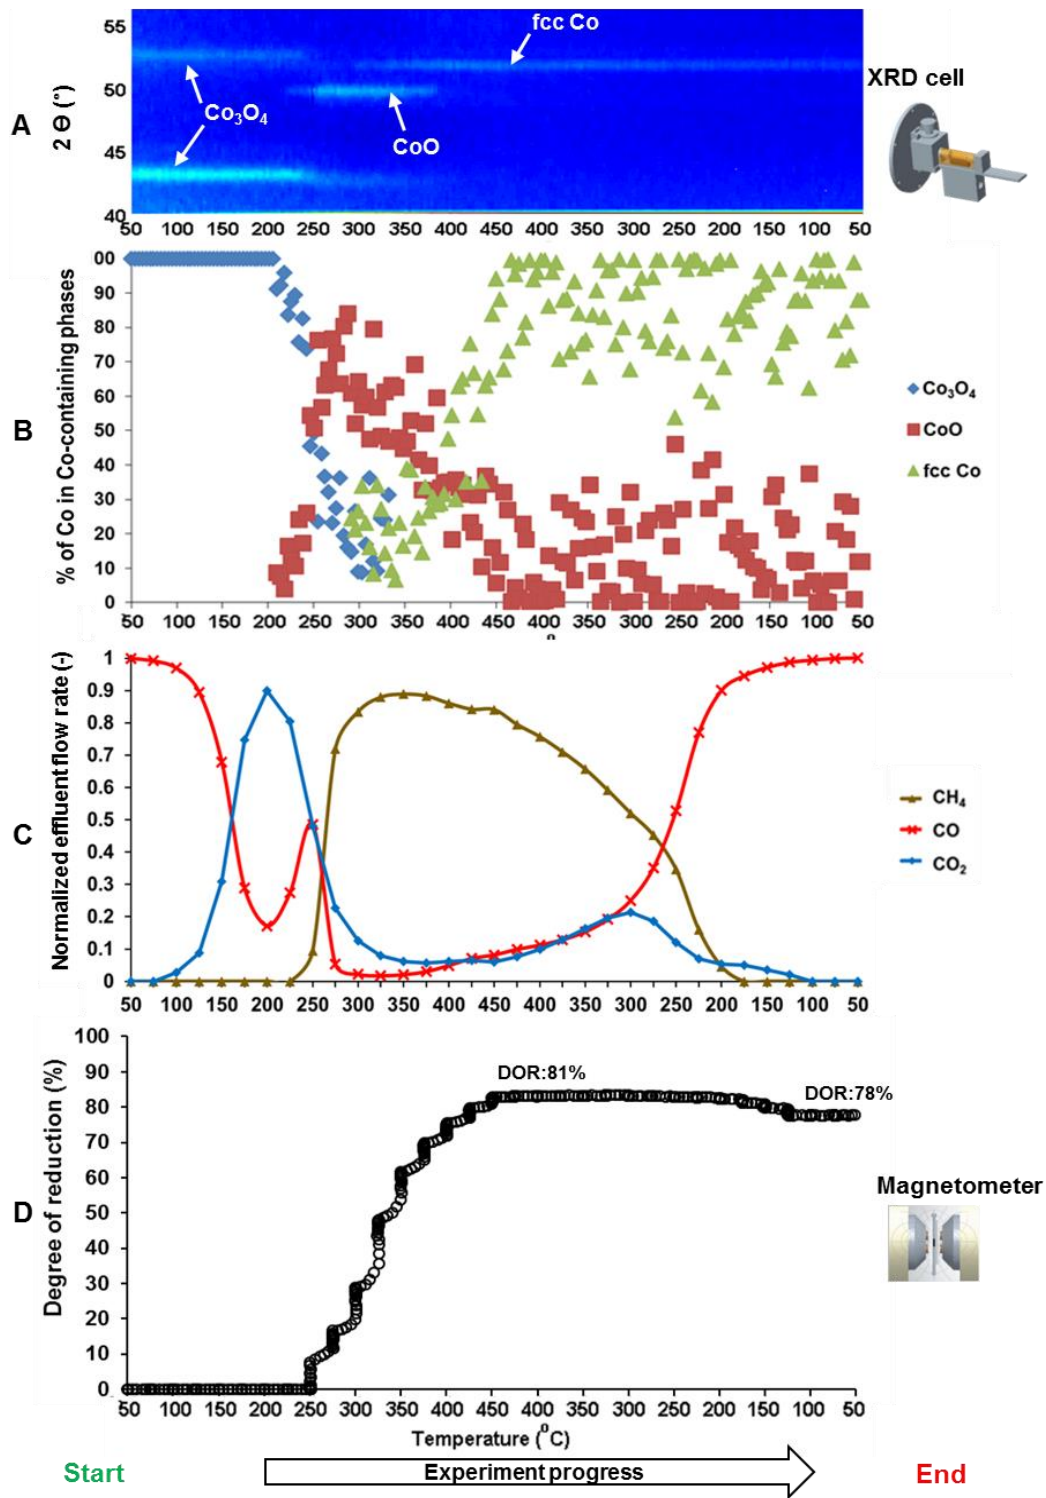 A
2 Θ (°)
55
50
45
40
fcc Co
Co₃O₄
CoO
XRD cell
50 100 150 200 250 300 350 400 450 400 350 300 250 200 150 100 50
B
% of Co in Co-containing phases
00
90
80
70
60
50
40
30
20
10
0
Co₃O₄
CoO
fcc Co
50 100 150 200 250 300 350 400 450 400 350 300 250 200 150 100 50
C
Normalized effluent flow rate (-)
1
0.9
0.8
0.7
0.6
0.5
0.4
0.3
0.2
0.1
0
CH₄
CO
CO₂
50 100 150 200 250 300 350 400 450 400 350 300 250 200 150 100 50
D
Degree of reduction (%)
100
90
80
70
60
50
40
30
20
10
0
DOR:81%
DOR:78%
Magnetometer
50 100 150 200 250 300 350 400 450 400 350 300 250 200 150 100 50
Temperature (°C)
Start
Experiment progress
End